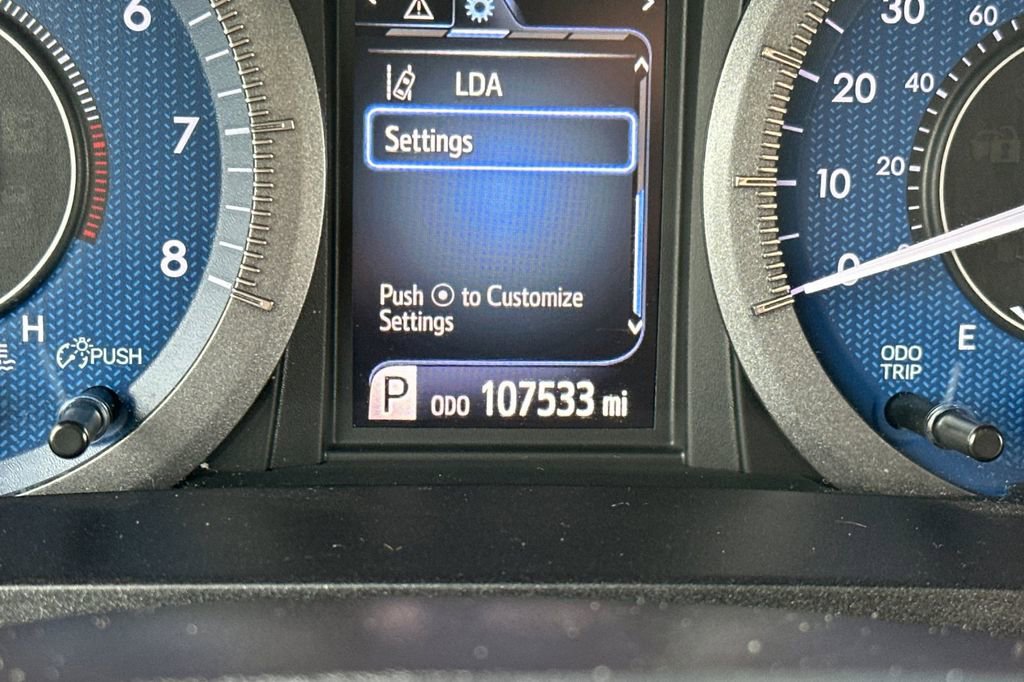 6
7
8
H
PUSH
LDA
Settings
Push to Customize
Settings
P ODO 107533 mi
30
60
20
40
10
20
0
0
ODO
TRIP
E